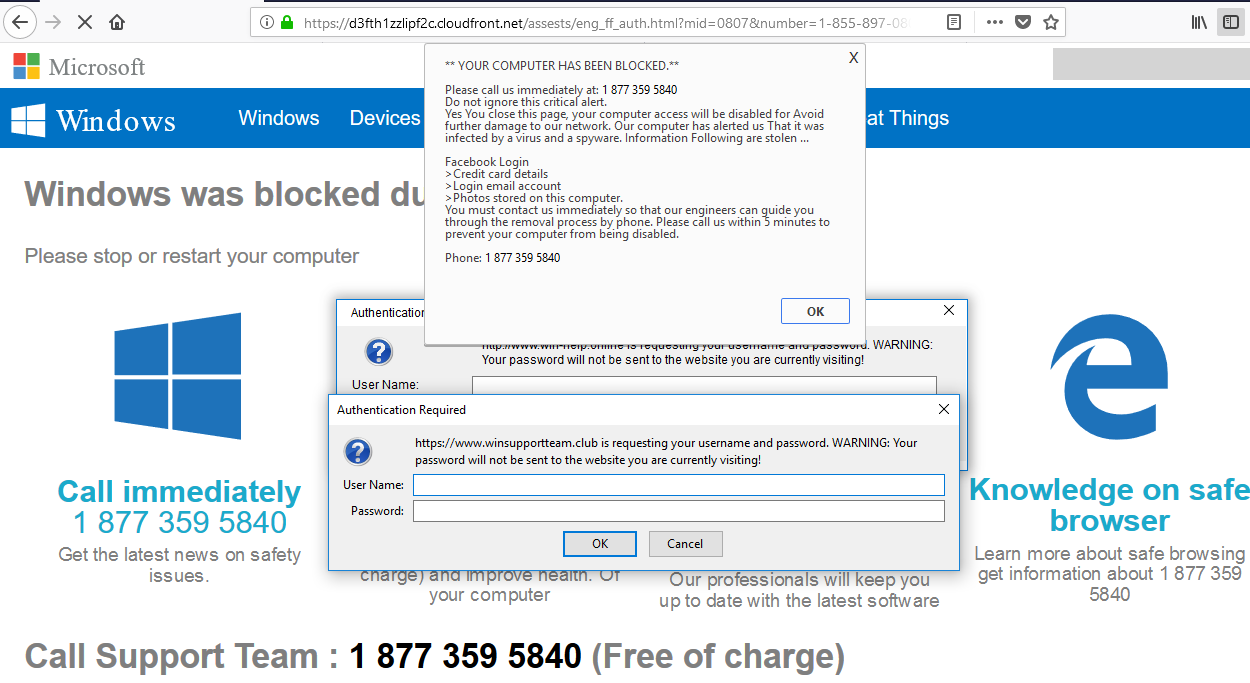 https://d3fth1zzlipf2c.cloudfront.net/assests/eng_ff_auth.html?mid=0807&number=1-855-897-08
Microsoft
Windows
Windows Devices
at Things
X
** YOUR COMPUTER HAS BEEN BLOCKED.**
Please call us immediately at: 1 877 359 5840
Do not ignore this critical alert.
Yes You close this page, your computer access will be disabled for Avoid
further damage to our network. Our computer has alerted us That it was
infected by a virus and a spyware. Information Following are stolen ...
Facebook Login
>Credit card details
>Login email account
>Photos stored on this computer.
You must contact us immediately so that our engineers can guide you
through the removal process by phone. Please call us within 5 minutes to
prevent your computer from being disabled.
Phone: 1 877 359 5840
OK
Windows was blocked du
Please stop or restart your computer
Authentication
http://www.win-help.online is requesting your username and password. WARNING:
Your password will not be sent to the website you are currently visiting!
User Name:
Authentication Required
https://www.winsupportteam.club is requesting your username and password. WARNING: Your
password will not be sent to the website you are currently visiting!
User Name:
Password:
OK
Cancel
Call immediately
1 877 359 5840
Get the latest news on safety
issues.
charge) and improve health. Of
your computer
Our professionals will keep you
up to date with the latest software
Knowledge on safe
browser
Learn more about safe browsing
get information about 1 877 359
5840
Call Support Team : 1 877 359 5840 (Free of charge)